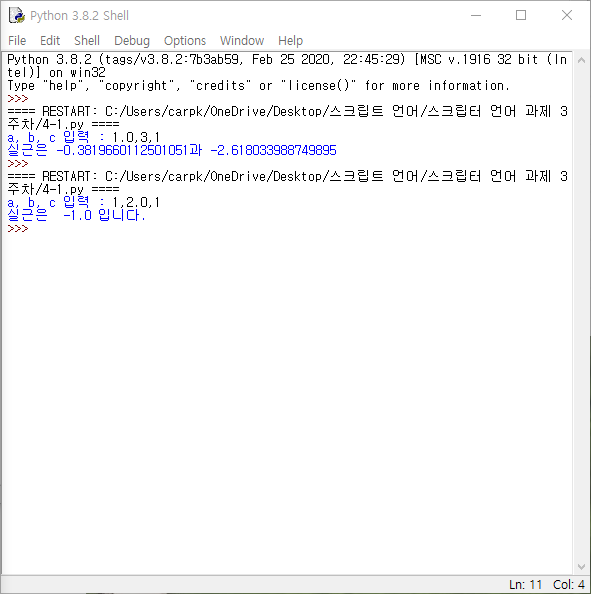 Python 3.8.2 Shell
File Edit Shell Debug Options Window Help
Python 3.8.2 (tags/v3.8.2:7b3ab59, Feb 25 2020, 22:45:29) [MSC v.1916 32 bit (In
tel)] on win32
Type "help", "copyright", "credits" or "license()" for more information.
>>>
==== RESTART: C:/Users/carpk/OneDrive/Desktop/스크립트 언어/스크립터 언어 과제 3
주차/4-1.py ====
a, b, c 입력 : 1.0,3,1
실근은 -0.3819660112501051과 -2.618033988749895
>>>
==== RESTART: C:/Users/carpk/OneDrive/Desktop/스크립트 언어/스크립터 언어 과제 3
주차/4-1.py ====
a, b, c 입력 : 1,2.0,1
실근은  -1.0 입니다.
>>>
Ln: 11 Col: 4